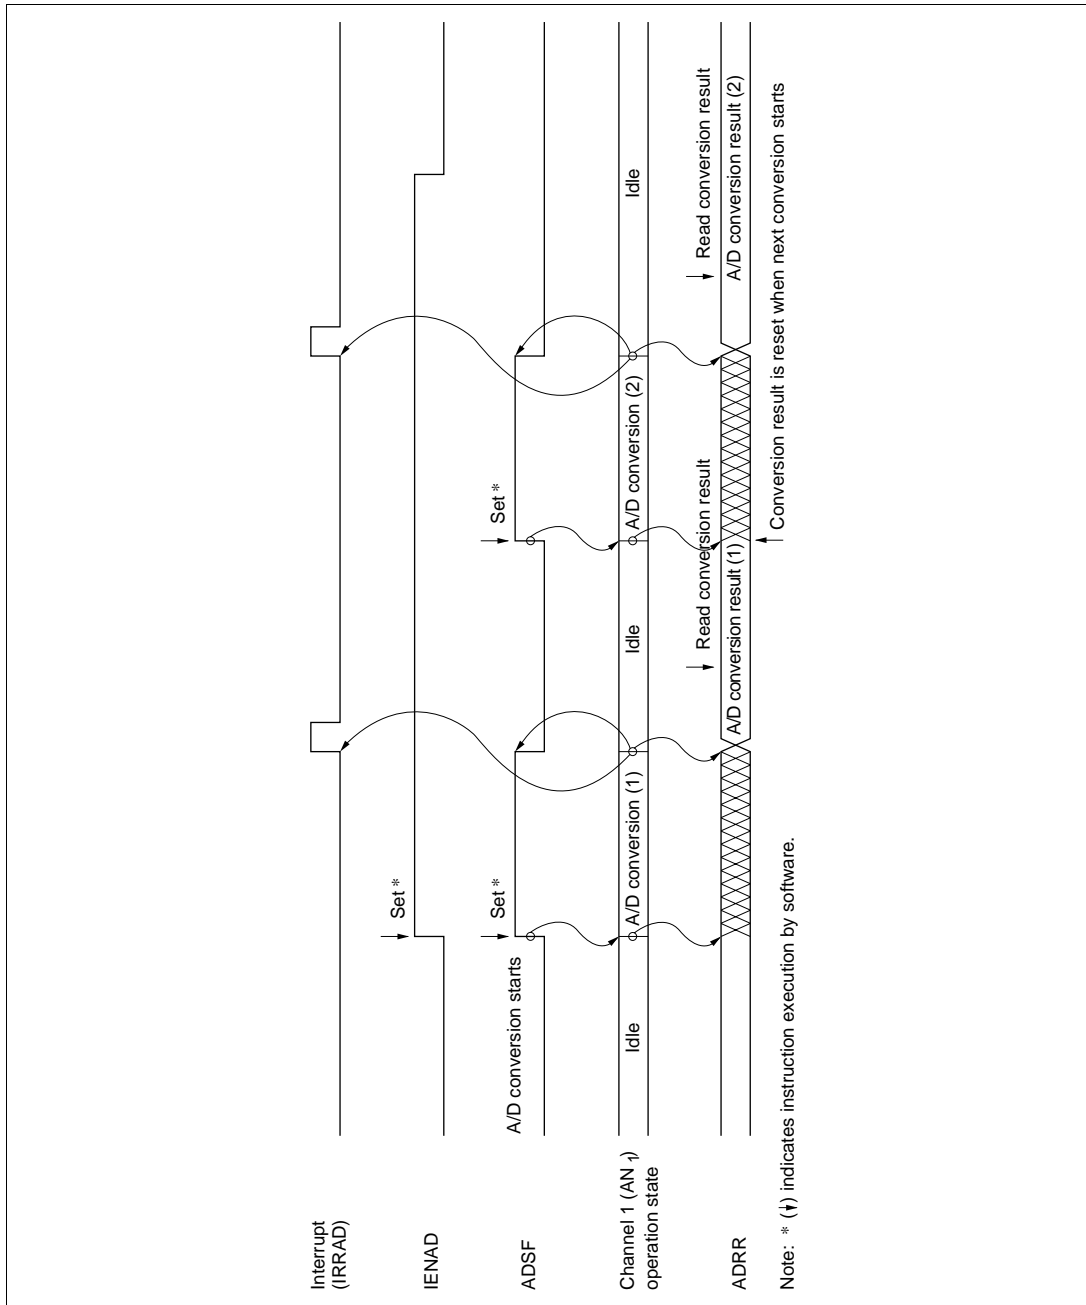 Interrupt
(IRRAD)
IENAD
Set *
ADSF
A/D conversion starts
Set *
Set *
Channel 1 (AN1)
operation state
Idle
A/D conversion (1)
Idle
A/D conversion (2)
Idle
Read conversion result
Read conversion result
ADRR
A/D conversion result (1)
A/D conversion result (2)
Conversion result is reset when next conversion starts
Note: * (↓) indicates instruction execution by software.